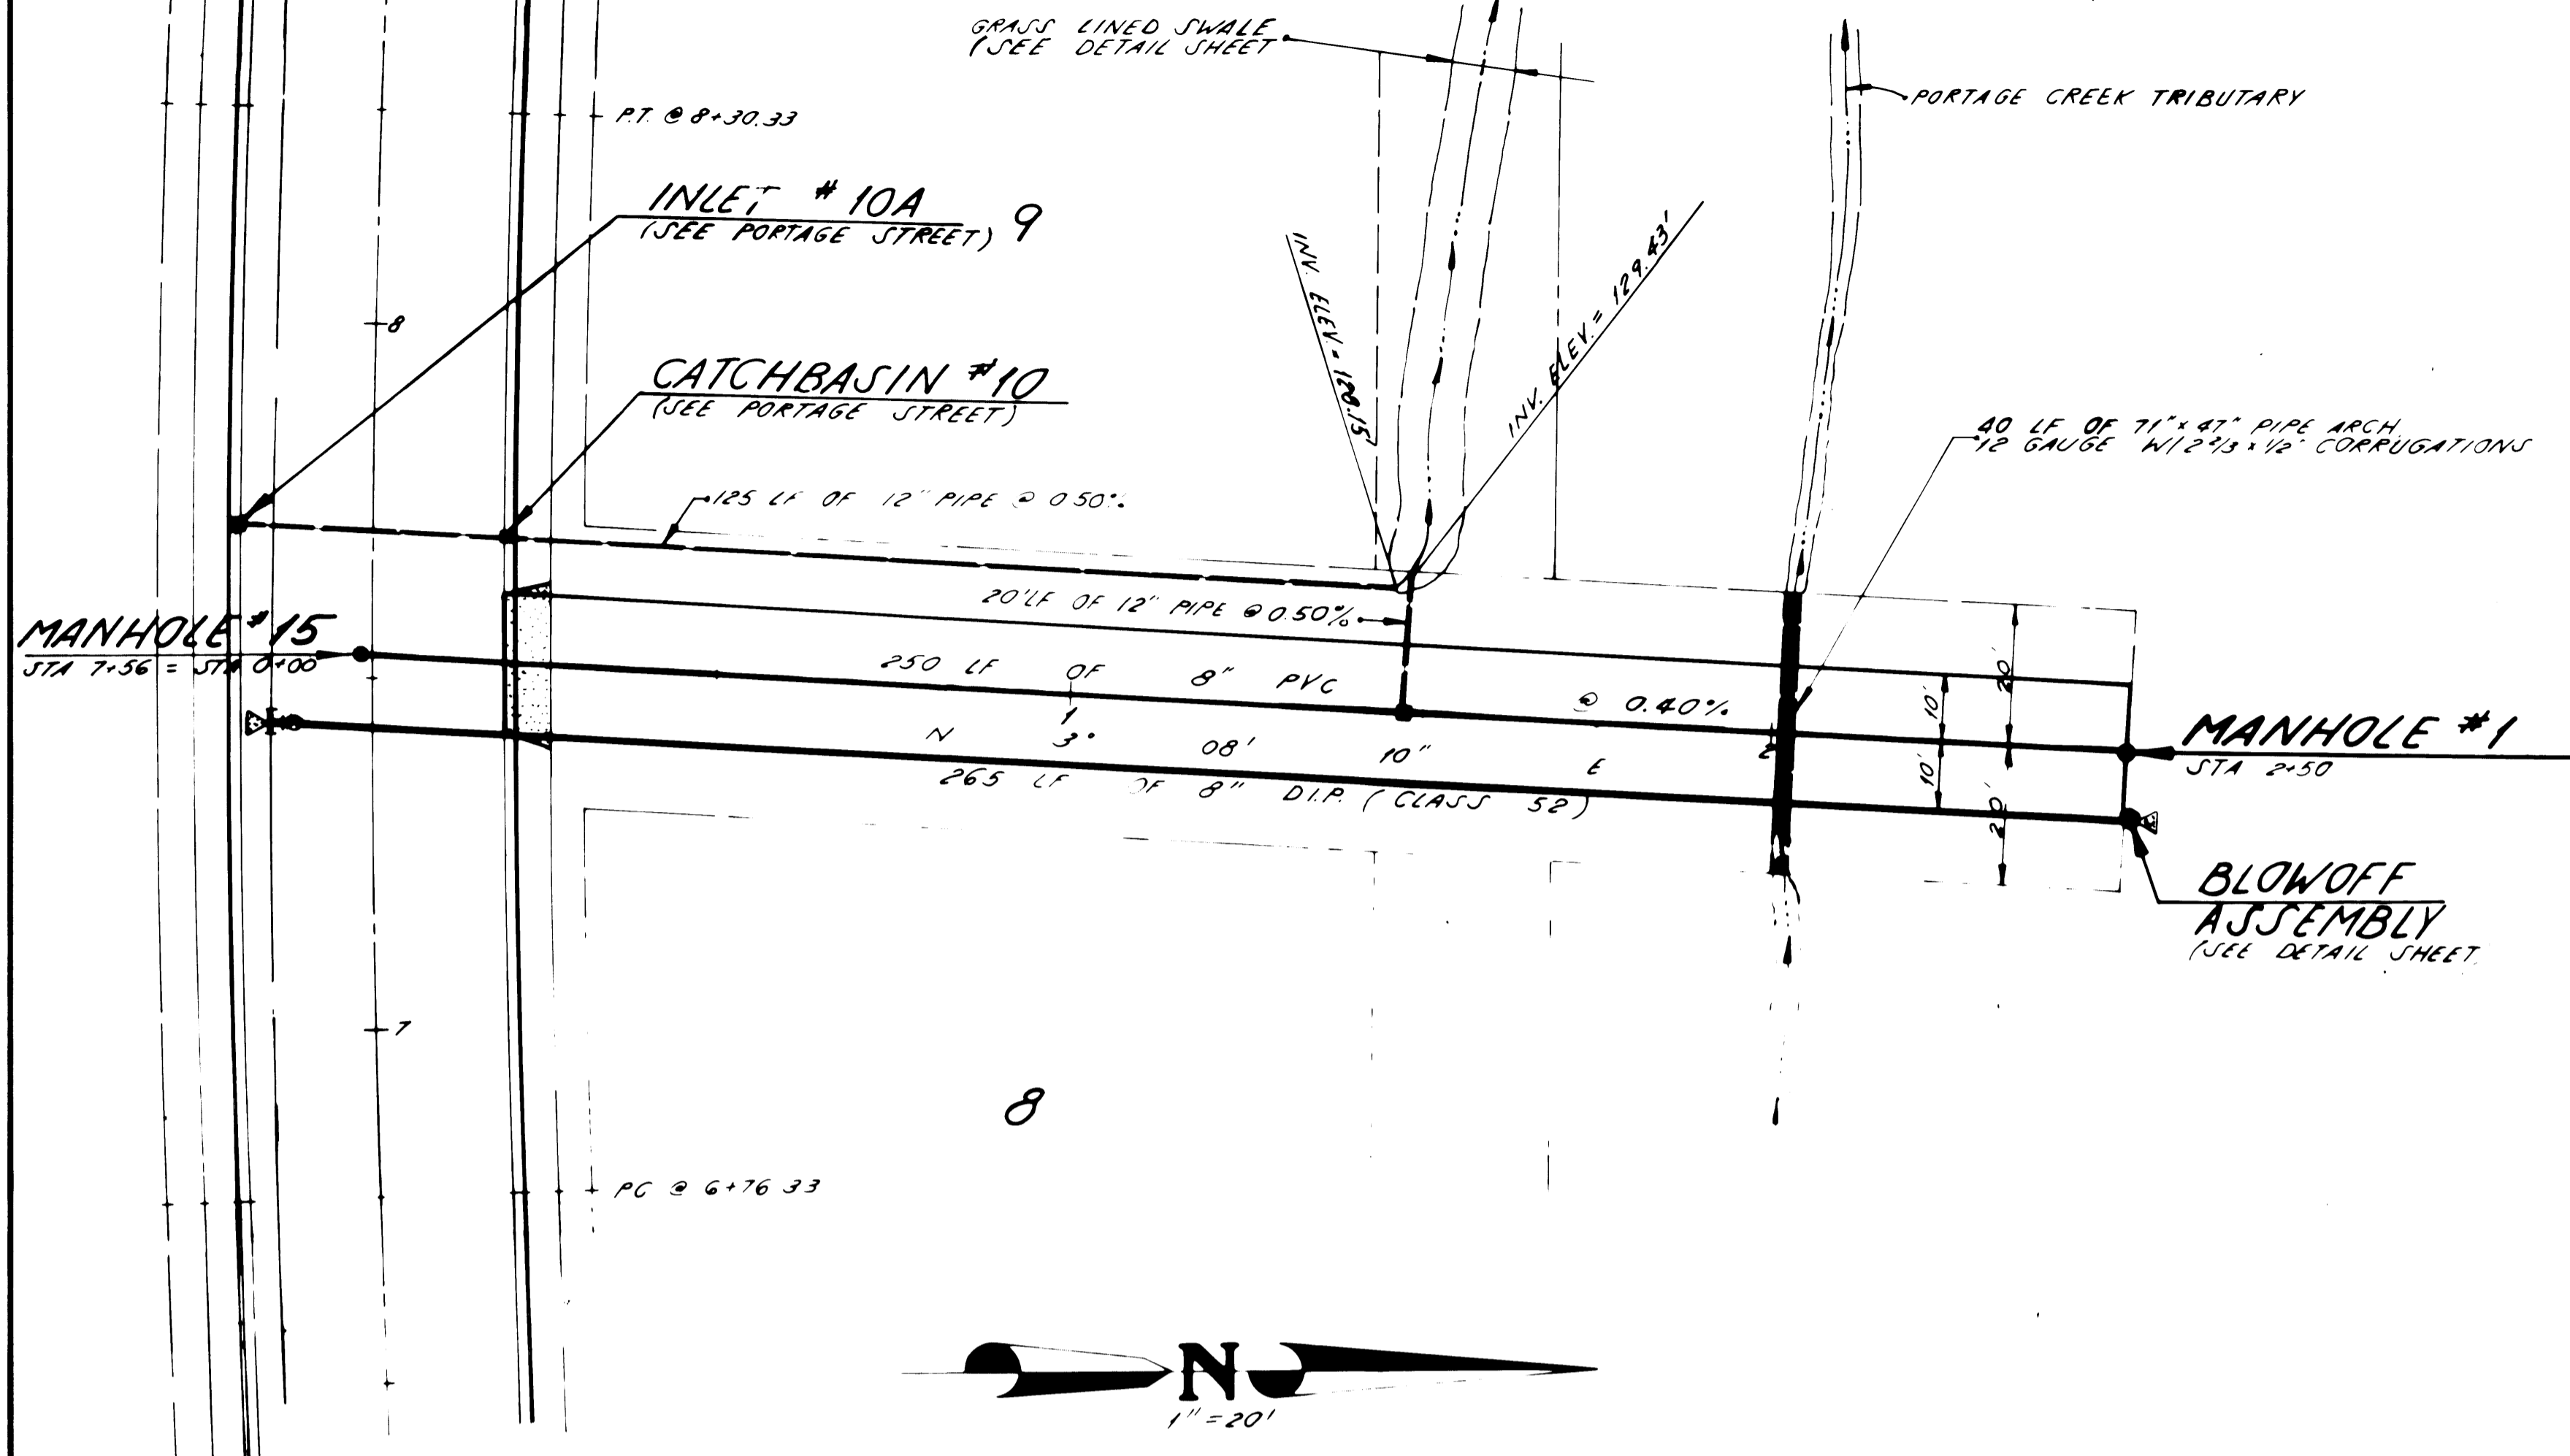 GRASS LINED SWALE
(SEE DETAIL SHEET
PORTAGE CREEK TRIBUTARY
P.T. @ 8+30.33
INLET #10A
(SEE PORTAGE STREET)
9
8
INV. ELEV. = 129.43'
CATCHBASIN #10
(SEE PORTAGE STREET)
40 LF OF 71" x 47" PIPE ARCH
12 GAUGE W/ 2 2/3 x 1/2" CORRUGATIONS
125 LF OF 12" PIPE @ 0 50%
20' LF OF 12" PIPE @ 0.50%
MANHOLE #15
STA 7+56 = STA 0+00
250 LF OF 8" PVC @ 0.40%
1
2
N 3° 08' 10" E
265 LF OF 8" D.I.P. (CLASS 52)
10'
20'
10'
20'
MANHOLE #1
STA 2+50
BLOWOFF
ASSEMBLY
(SEE DETAIL SHEET
7
8
PC @ 6+76 33
N
1" = 20'